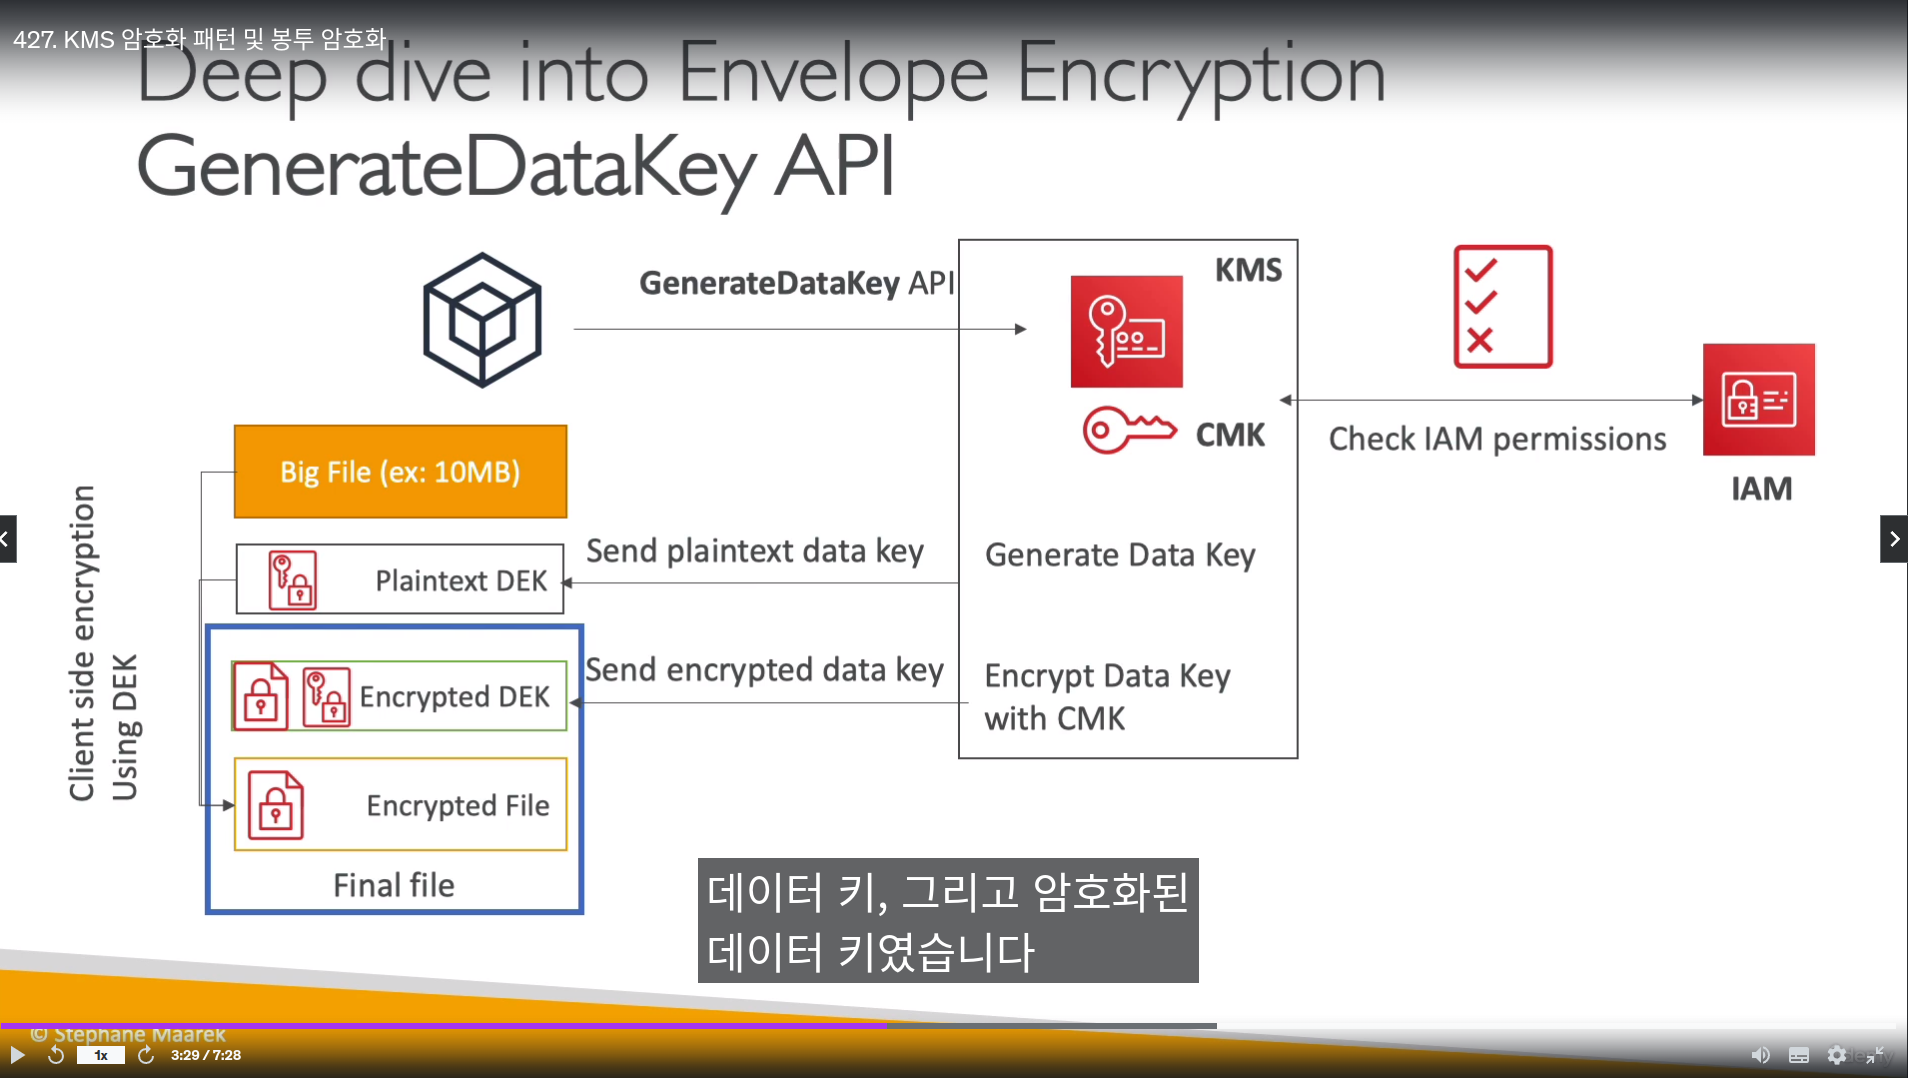 427. KMS 암호화 패턴 및 봉투 암호화
Deep dive into Envelope Encryption
GenerateDataKey API
GenerateDataKey API
KMS
CMK
Check IAM permissions
IAM
Big File (ex: 10MB)
Client side encryption
Using DEK
Send plaintext data key
Generate Data Key
Plaintext DEK
Send encrypted data key
Encrypt Data Key
with CMK
Encrypted DEK
Encrypted File
Final file
데이터 키, 그리고 암호화된
데이터 키였습니다
© Stephane Maarek
1x
3:29 / 7:28